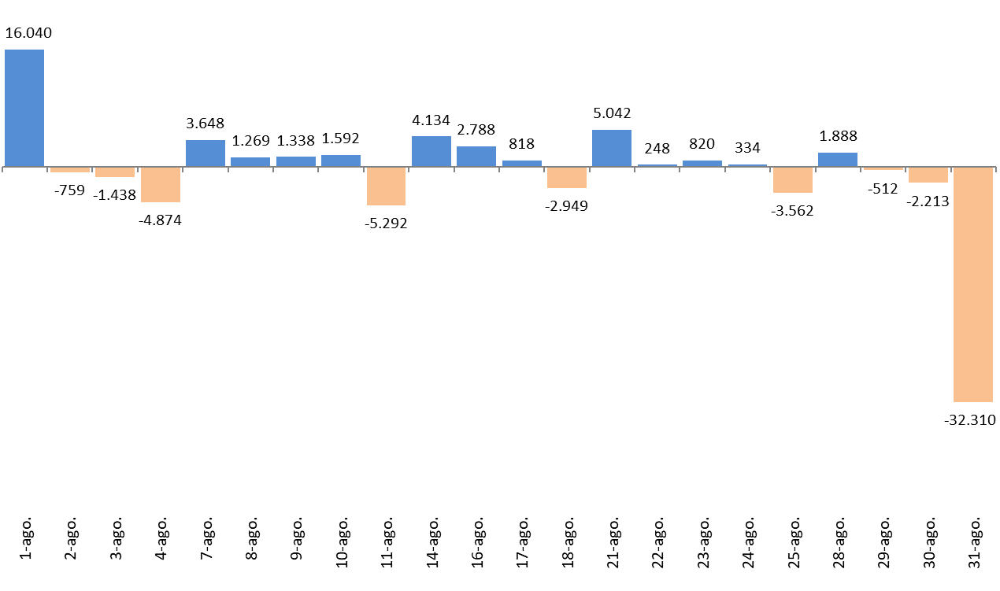 16.040
-759
-1.438
-4.874
3.648
1.269
1.338
1.592
-5.292
4.134
2.788
818
-2.949
5.042
248
820
334
-3.562
1.888
-512
-2.213
-32.310
1-ago.
2-ago.
3-ago.
4-ago.
7-ago.
8-ago.
9-ago.
10-ago.
11-ago.
14-ago.
16-ago.
17-ago.
18-ago.
21-ago.
22-ago.
23-ago.
24-ago.
25-ago.
28-ago.
29-ago.
30-ago.
31-ago.